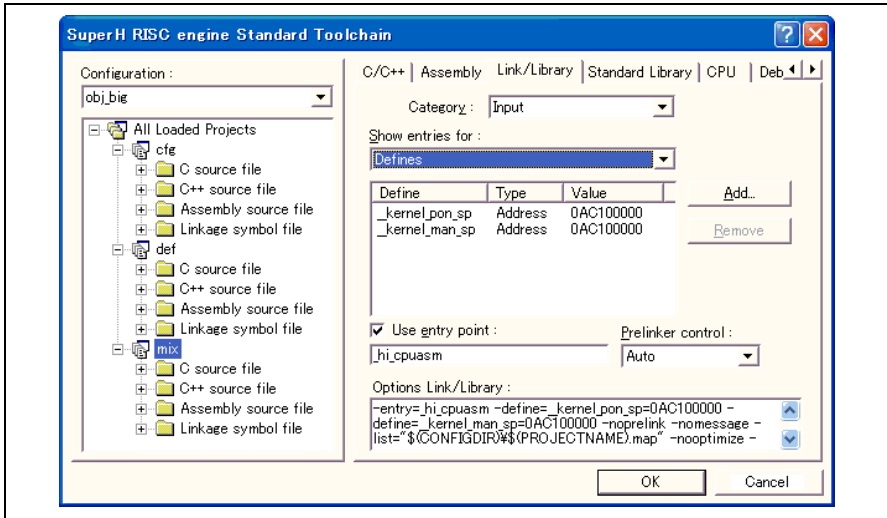 SuperH RISC engine Standard Toolchain
Configuration :
obj_big
All Loaded Projects
cfg
C source file
C++ source file
Assembly source file
Linkage symbol file
def
C source file
C++ source file
Assembly source file
Linkage symbol file
mix
C source file
C++ source file
Assembly source file
Linkage symbol file
C/C++ Assembly Link/Library Standard Library CPU Deb
Category : Input
Show entries for :
Defines
Define Type Value
__kernel_pon_sp Address 0AC100000
__kernel_man_sp Address 0AC100000
Add...
Remove
Use entry point :
_hi_cpuasm
Prelinker control :
Auto
Options Link/Library :
-entry=_hi_cpuasm -define=__kernel_pon_sp=0AC100000 -
define=__kernel_man_sp=0AC100000 -noprelink -nomessage -
list="$(CONFIGDIR)¥$(PROJECTNAME).map" -nooptimize -
OK Cancel